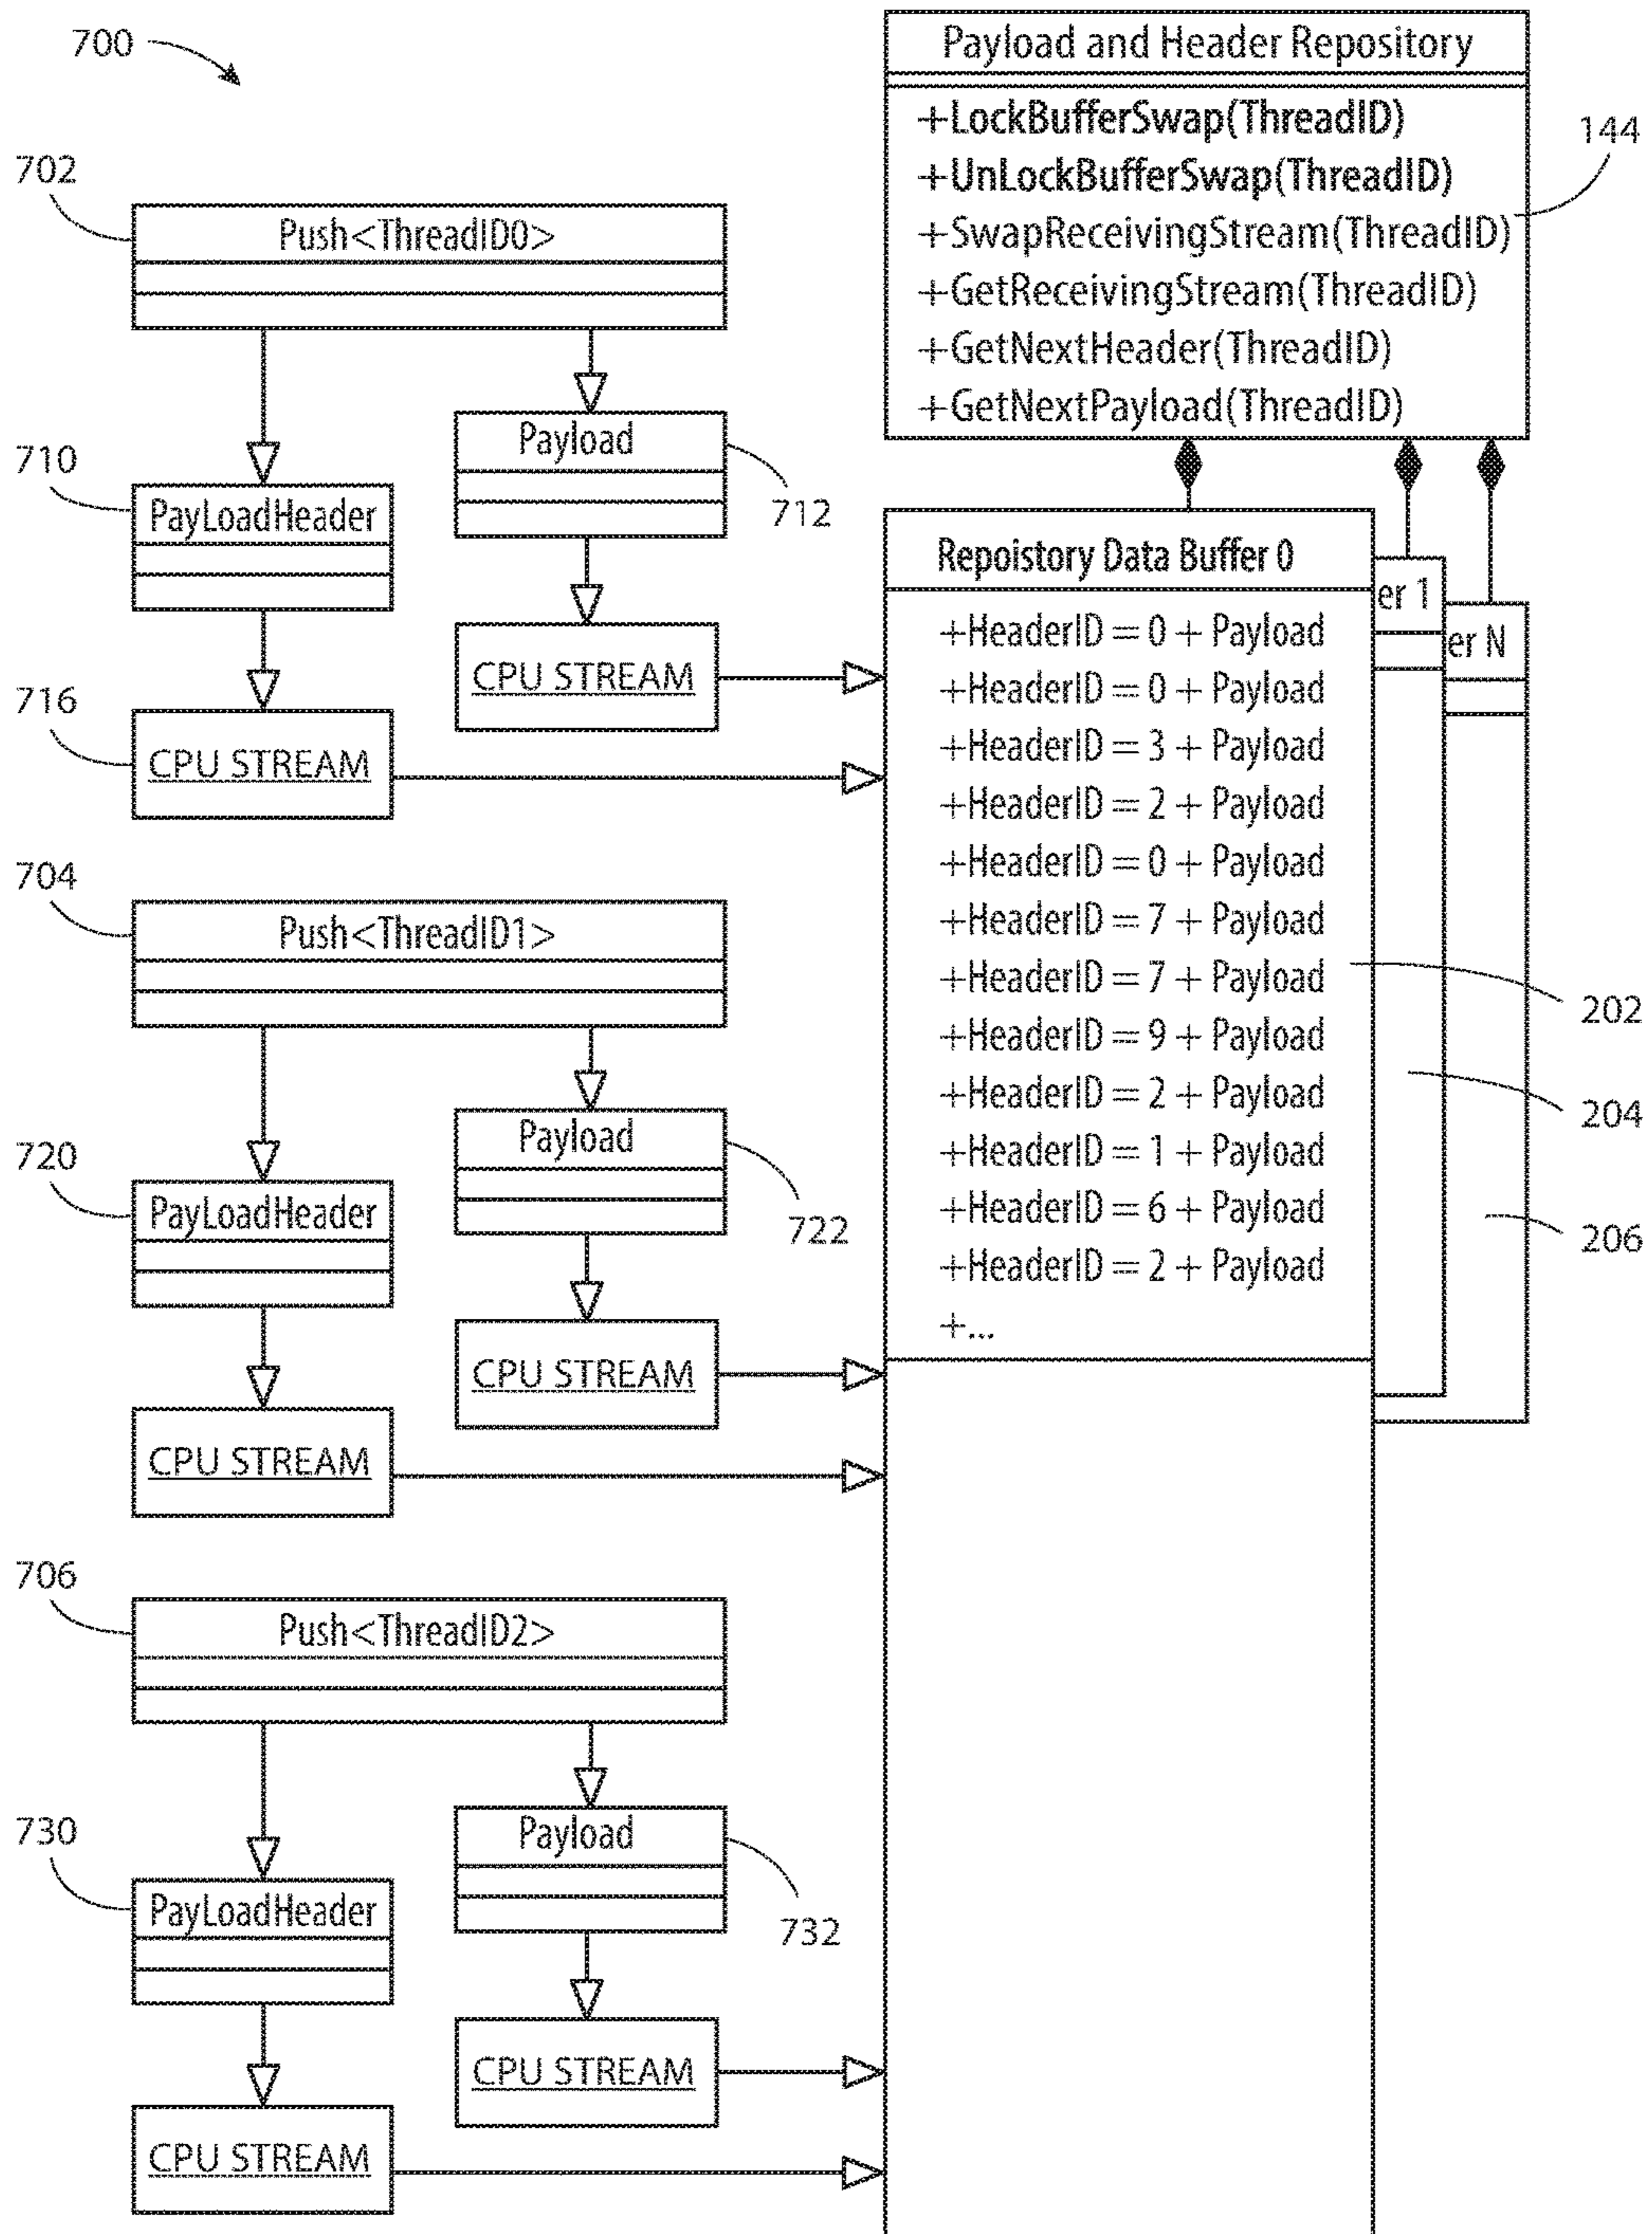 700
702
Push<ThreadID0>
710
PayLoadHeader
Payload
712
716
CPU STREAM
CPU STREAM
704
Push<ThreadID1>
720
PayLoadHeader
Payload
722
CPU STREAM
CPU STREAM
706
Push<ThreadID2>
730
PayLoadHeader
Payload
732
CPU STREAM
CPU STREAM
Payload and Header Repository
+LockBufferSwap(ThreadID)
+UnLockBufferSwap(ThreadID)
+SwapReceivingStream(ThreadID)
+GetReceivingStream(ThreadID)
+GetNextHeader(ThreadID)
+GetNextPayload(ThreadID)
144
Repoistory Data Buffer 0
+HeaderID = 0 + Payload
+HeaderID = 0 + Payload
+HeaderID = 3 + Payload
+HeaderID = 2 + Payload
+HeaderID = 0 + Payload
+HeaderID = 7 + Payload
+HeaderID = 7 + Payload
+HeaderID = 9 + Payload
+HeaderID = 2 + Payload
+HeaderID = 1 + Payload
+HeaderID = 6 + Payload
+HeaderID = 2 + Payload
+...
er 1
er N
202
204
206